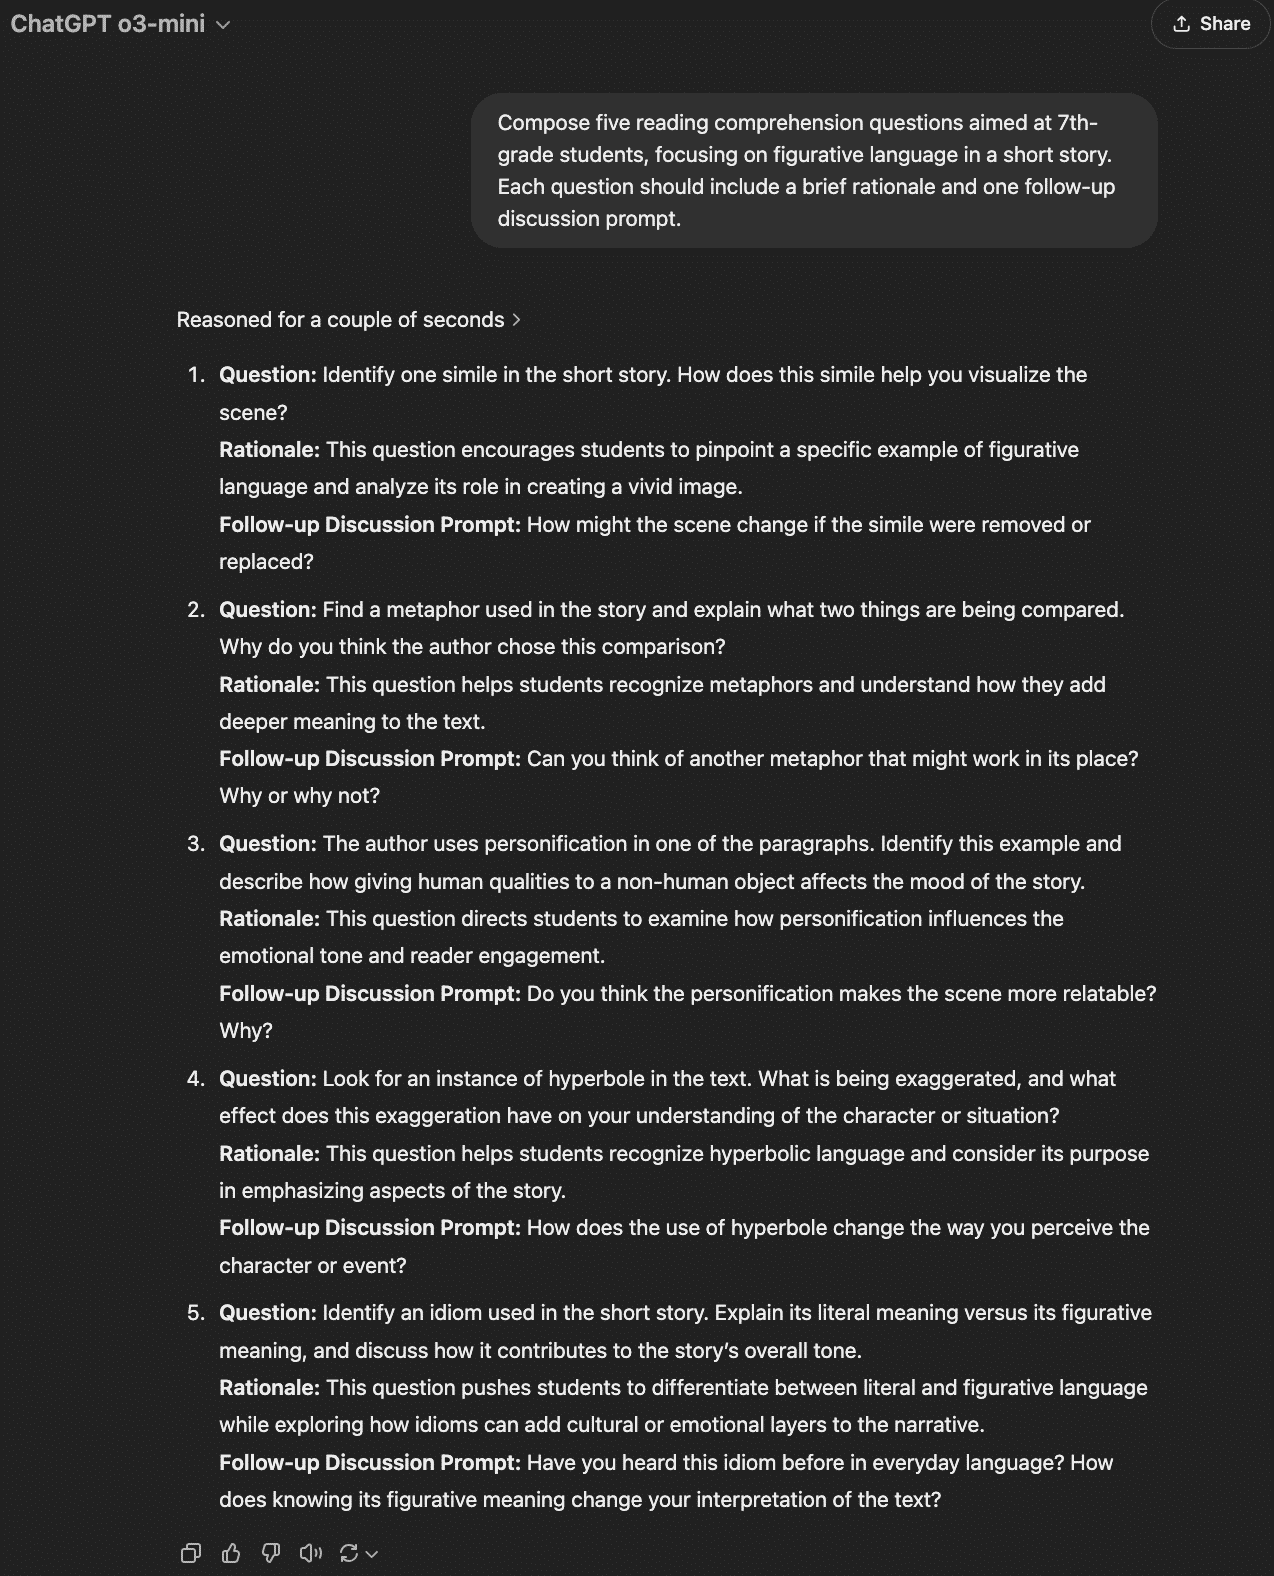 ChatGPT o3-mini
Share
Compose five reading comprehension questions aimed at 7th-
grade students, focusing on figurative language in a short story.
Each question should include a brief rationale and one follow-up
discussion prompt.
Reasoned for a couple of seconds
1. Question: Identify one simile in the short story. How does this simile help you visualize the
scene?
Rationale: This question encourages students to pinpoint a specific example of figurative
language and analyze its role in creating a vivid image.
Follow-up Discussion Prompt: How might the scene change if the simile were removed or
replaced?
2. Question: Find a metaphor used in the story and explain what two things are being compared.
Why do you think the author chose this comparison?
Rationale: This question helps students recognize metaphors and understand how they add
deeper meaning to the text.
Follow-up Discussion Prompt: Can you think of another metaphor that might work in its place?
Why or why not?
3. Question: The author uses personification in one of the paragraphs. Identify this example and
describe how giving human qualities to a non-human object affects the mood of the story.
Rationale: This question directs students to examine how personification influences the
emotional tone and reader engagement.
Follow-up Discussion Prompt: Do you think the personification makes the scene more relatable?
Why?
4. Question: Look for an instance of hyperbole in the text. What is being exaggerated, and what
effect does this exaggeration have on your understanding of the character or situation?
Rationale: This question helps students recognize hyperbolic language and consider its purpose
in emphasizing aspects of the story.
Follow-up Discussion Prompt: How does the use of hyperbole change the way you perceive the
character or event?
5. Question: Identify an idiom used in the short story. Explain its literal meaning versus its figurative
meaning, and discuss how it contributes to the story’s overall tone.
Rationale: This question pushes students to differentiate between literal and figurative language
while exploring how idioms can add cultural or emotional layers to the narrative.
Follow-up Discussion Prompt: Have you heard this idiom before in everyday language? How
does knowing its figurative meaning change your interpretation of the text?